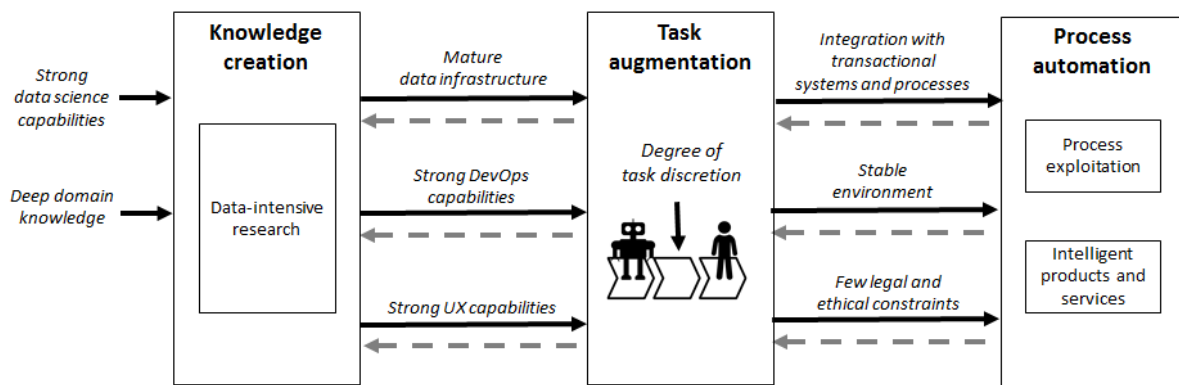 Knowledge
creation
Task
augmentation
Process
automation
Strong
data science
capabilities
Deep domain
knowledge
Data-intensive
research
Mature
data infrastructure
Strong DevOps
capabilities
Strong UX capabilities
Degree of
task discretion
Integration with
transactional
systems and processes
Stable
environment
Few legal and
ethical constraints
Process
exploitation
Intelligent
products and
services